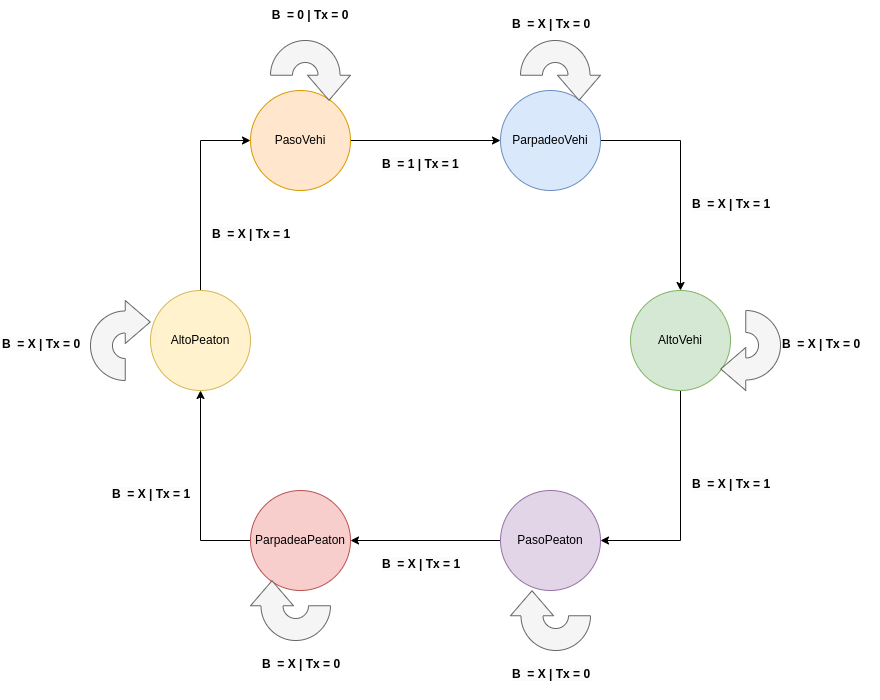 B = 0 | Tx = 0
B = X | Tx = 0
PasoVehi
ParpadeoVehi
B = 1 | Tx = 1
B = X | Tx = 1
B = X | Tx = 1
B = X | Tx = 0
AltoPeaton
AltoVehi
B = X | Tx = 0
B = X | Tx = 1
B = X | Tx = 1
ParpadeaPeaton
PasoPeaton
B = X | Tx = 1
B = X | Tx = 0
B = X | Tx = 0